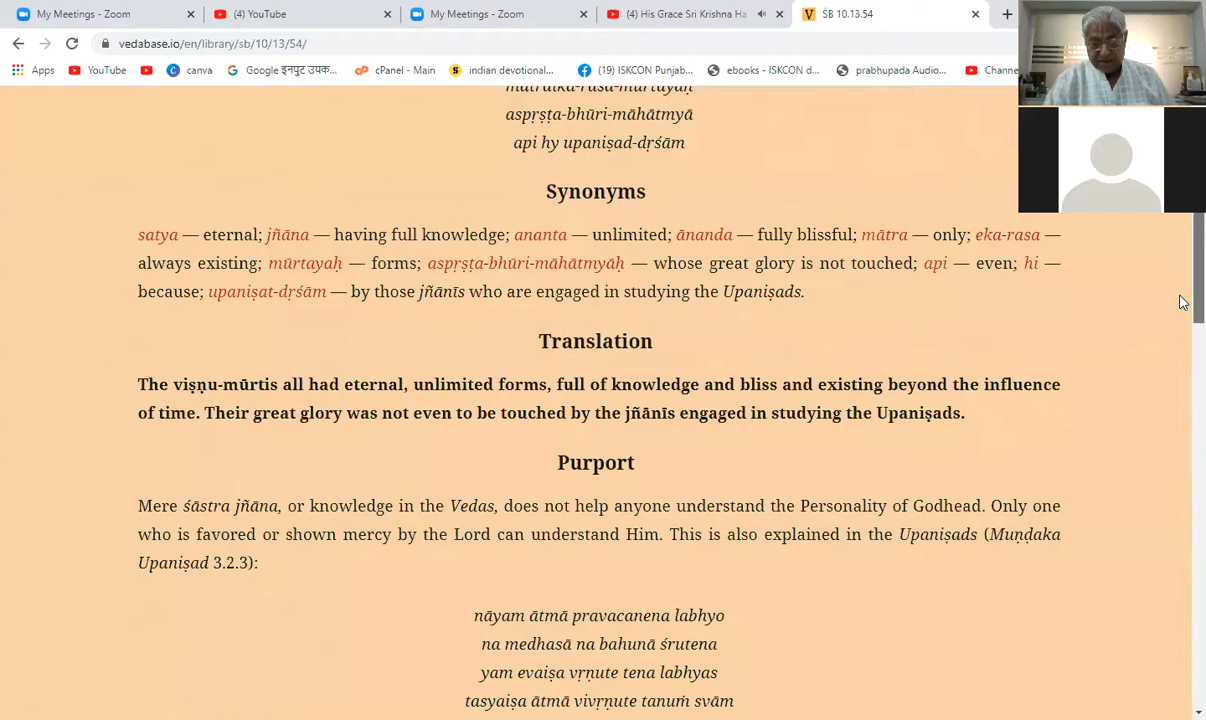 My Meetings - Zoom
(4) YouTube
My Meetings - Zoom
(4) His Grace Sri Krishna Ha
ŚB 10.13.54
vedabase.io/en/library/sb/10/13/54/
Apps
YouTube
canva
Google इनपुट उपक...
cPanel - Main
indian devotional...
(19) ISKCON Punjab...
ebooks - ISKCON d...
prabhupada Audio...
Channe
mātraika-rasa-mūrtayaḥ
aspṛṣṭa-bhūri-māhātmyā
api hy upaniṣad-dṛśām
Synonyms
satya — eternal; jñāna — having full knowledge; ananta — unlimited; ānanda — fully blissful; mātra — only; eka-rasa —
always existing; mūrtayaḥ — forms; aspṛṣṭa-bhūri-māhātmyāḥ — whose great glory is not touched; api — even; hi —
because; upaniṣat-dṛśām — by those jñānīs who are engaged in studying the Upaniṣads.
Translation
The viṣṇu-mūrtis all had eternal, unlimited forms, full of knowledge and bliss and existing beyond the influence
of time. Their great glory was not even to be touched by the jñānīs engaged in studying the Upaniṣads.
Purport
Mere śāstra jñāna, or knowledge in the Vedas, does not help anyone understand the Personality of Godhead. Only one
who is favored or shown mercy by the Lord can understand Him. This is also explained in the Upaniṣads (Muṇḍaka
Upaniṣad 3.2.3):
nāyam ātmā pravacanena labhyo
na medhasā na bahunā śrutena
yam evaiṣa vṛṇute tena labhyas
tasyaiṣa ātmā vivṛṇute tanuṁ svām